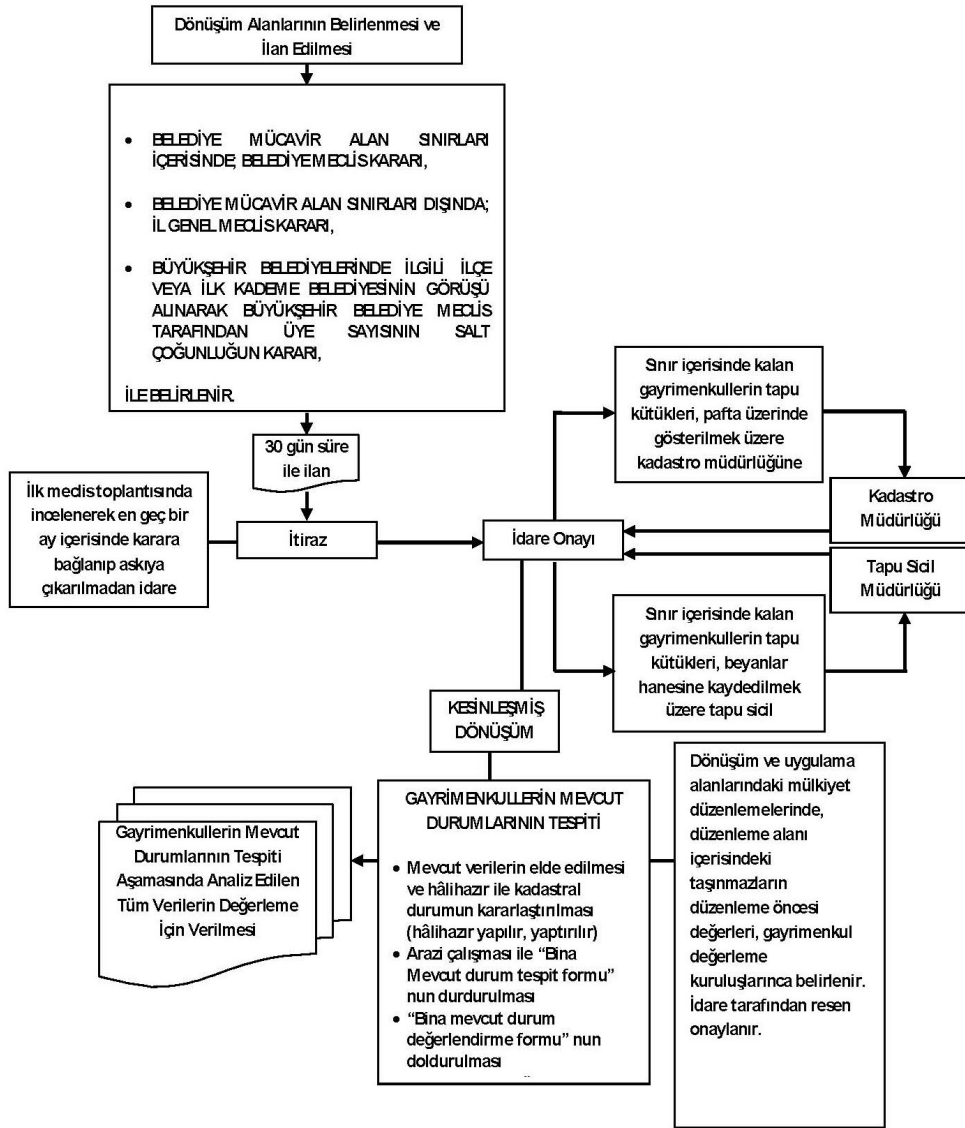 Dönüşüm Alanlarının Belirlenmesi ve
İlan Edilmesi
• BELEDİYE MÜCAVİR ALAN SINIRLARI
İÇERİSİNDE; BELEDİYE MECLİS KARARI,
• BELEDİYE MÜCAVİR ALAN SINIRLARI DIŞINDA;
İL GENEL MECLİS KARARI,
• BÜYÜKŞEHİR BELEDİYELERİNDE İLGİLİ İLÇE
VEYA İLK KADEME BELEDİYESİNİN GÖRÜŞÜ
ALINARAK BÜYÜKŞEHİR BELEDİYE MECLİS
TARAFINDAN ÜYE SAYISININ SALT
ÇOĞUNLUĞUN KARARI,
İLE BELİRLENİR.
30 gün süre
ile ilan
İlk meclis toplantısında
incelenerek en geç bir
ay içerisinde karara
bağlanıp askıya
çıkarılmadan idare
İtiraz
İdare Onayı
Sınır içerisinde kalan
gayrimenkullerin tapu
kütükleri, pafta üzerinde
gösterilmek üzere
kadastro müdürlüğüne
Kadastro
Müdürlüğü
Tapu Sicil
Müdürlüğü
Sınır içerisinde kalan
gayrimenkullerin tapu
kütükleri, beyanlar
hanesine kaydedilmek
üzere tapu sicil
KESİNLEŞMİŞ
DÖNÜŞÜM
GAYRİMENKULLERİN MEVCUT
DURUMLARININ TESPİTİ
• Mevcut verilerin elde edilmesi
ve hâlihazır ile kadastral
durumun kararlaştırılması
(hâlihazır yapılır, yaptırılır)
• Arazi çalışması ile “Bina
Mevcut durum tespit formu”
nun durdurulması
• “Bina mevcut durum
değerlendirme formu” nun
doldurulması
Gayrimenkullerin Mevcut
Durumlarının Tespiti
Aşamasında Analiz Edilen
Tüm Verilerin Değerleme
İçin Verilmesi
Dönüşüm ve uygulama
alanlarındaki mülkiyet
düzenlemelerinde,
düzenleme alanı
içerisindeki
taşınmazların
düzenleme öncesi
değerleri, gayrimenkul
değerleme
kuruluşlarınca belirlenir.
İdare tarafından resen
onaylanır.